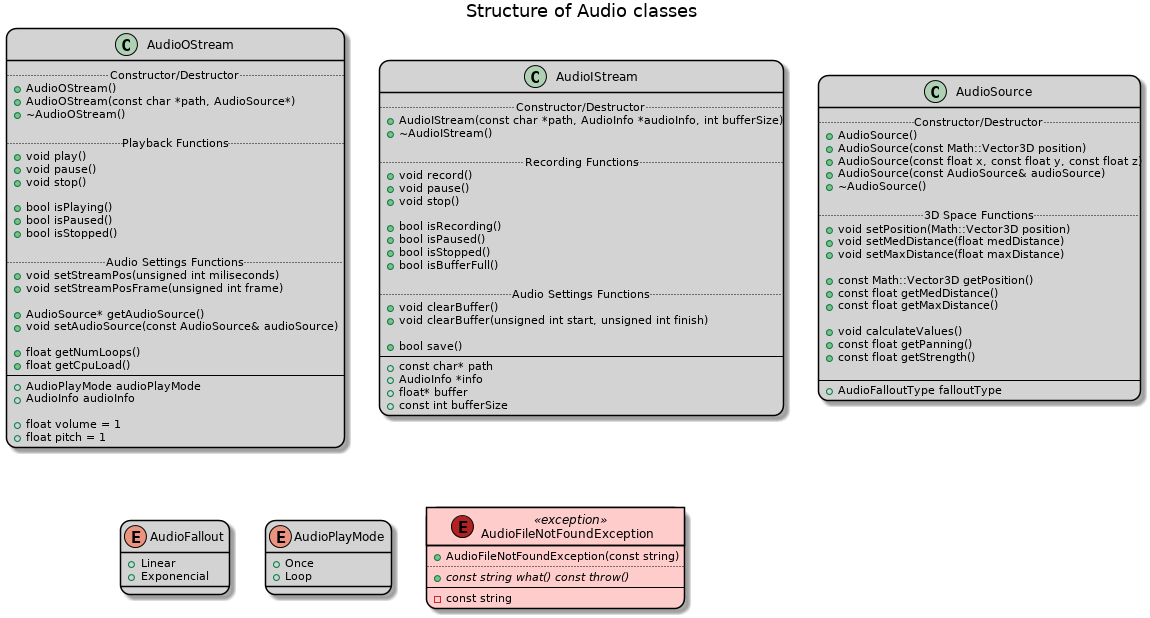 Structure of Audio classes
C AudioOStream
Constructor/Destructor
AudioOStream()
AudioOStream(const char *path, AudioSource*)
~AudioOStream()
Playback Functions
void play()
void pause()
void stop()
bool isPlaying()
bool isPaused()
bool isStopped()
Audio Settings Functions
void setStreamPos(unsigned int miliseconds)
void setStreamPosFrame(unsigned int frame)
AudioSource* getAudioSource()
void setAudioSource(const AudioSource& audioSource)
float getNumLoops()
float getCpuLoad()
AudioPlayMode audioPlayMode
AudioInfo audioInfo
float volume = 1
float pitch = 1
C AudioIStream
Constructor/Destructor
AudioIStream(const char *path, AudioInfo *audioInfo, int bufferSize)
~AudioIStream()
Recording Functions
void record()
void pause()
void stop()
bool isRecording()
bool isPaused()
bool isStopped()
bool isBufferFull()
Audio Settings Functions
void clearBuffer()
void clearBuffer(unsigned int start, unsigned int finish)
bool save()
const char* path
AudioInfo *info
float* buffer
const int bufferSize
C AudioSource
Constructor/Destructor
AudioSource()
AudioSource(const Math::Vector3D position)
AudioSource(const float x, const float y, const float z)
AudioSource(const AudioSource& audioSource)
~AudioSource()
3D Space Functions
void setPosition(Math::Vector3D position)
void setMedDistance(float medDistance)
void setMaxDistance(float maxDistance)
const Math::Vector3D getPosition()
const float getMedDistance()
const float getMaxDistance()
void calculateValues()
const float getPanning()
const float getStrength()
AudioFalloutType falloutType
E AudioFallout
Linear
Exponencial
E AudioPlayMode
Once
Loop
«exception»
E AudioFileNotFoundException
AudioFileNotFoundException(const string)
const string what() const throw()
const string